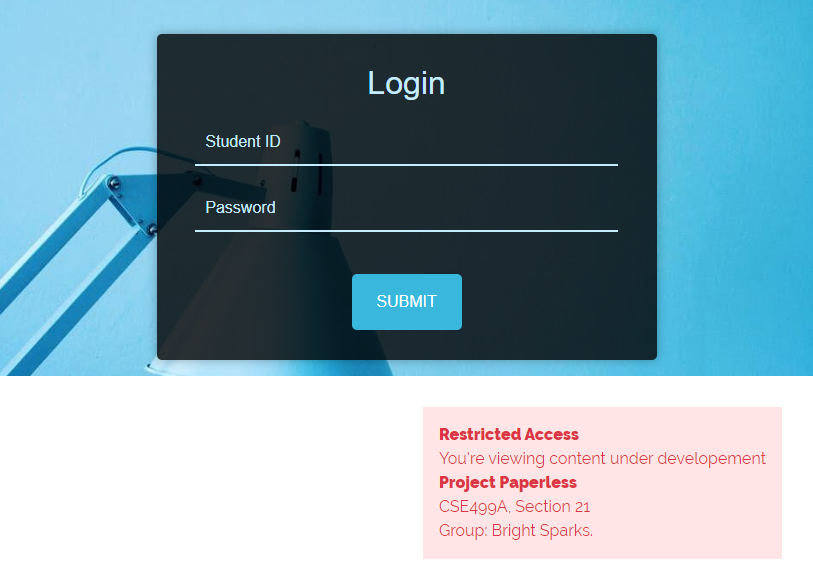 Login
Student ID
Password
SUBMIT
Restricted Access
You're viewing content under developement
Project Paperless
CSE499A, Section 21
Group: Bright Sparks.